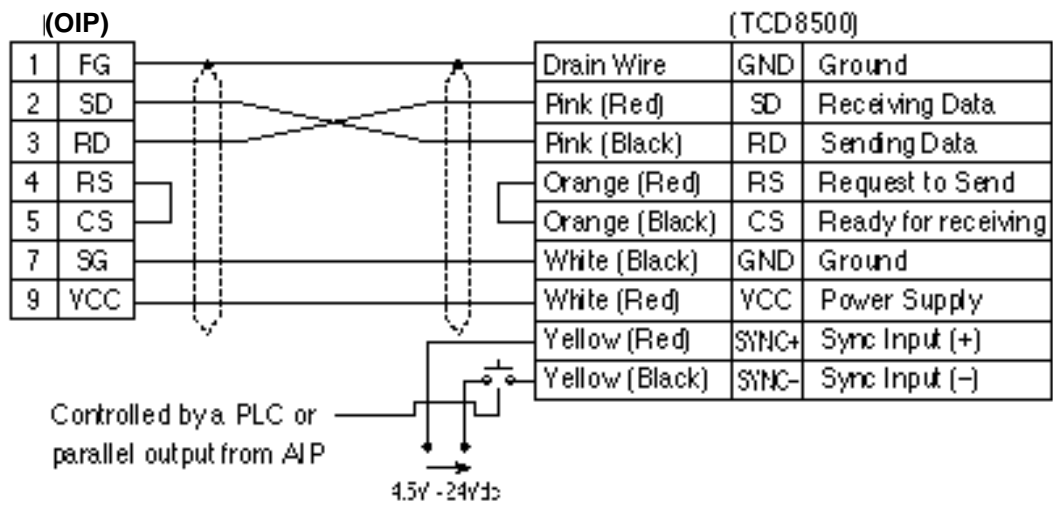 (OIP)
(TCD8500)
1 FG Drain Wire GND Ground
2 SD Pink (Red) SD Receiving Data
3 RD Pink (Black) RD Sending Data
4 RS Orange (Red) RS Request to Send
5 CS Orange (Black) CS Ready for receiving
7 SG White (Black) GND Ground
9 VCC White (Red) VCC Power Supply
Yellow (Red) SYNC+ Sync Input (+)
Yellow (Black) SYNC- Sync Input (–)
Controlled by a PLC or
parallel output from AIP
4.5V - 24Vdc